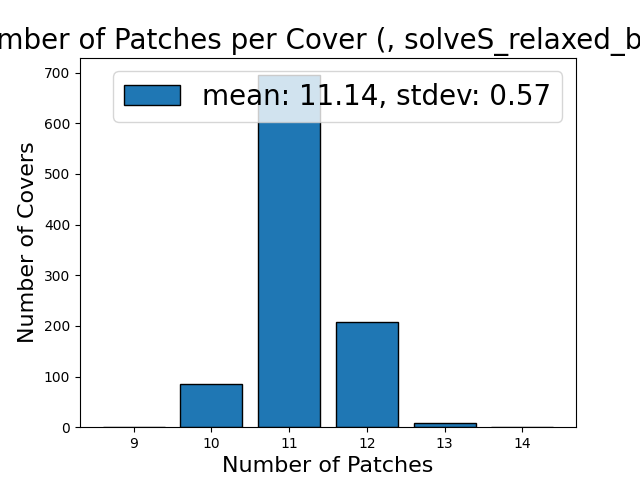 mber of Patches per Cover (, solveS_relaxed_b
mean: 11.14, stdev: 0.57
Number of Covers
700
600
500
400
300
200
100
0
9 10 11 12 13 14
Number of Patches